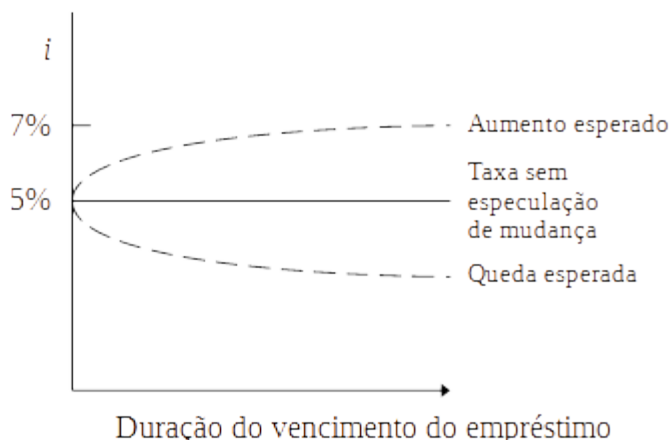 i
7%
Aumento esperado
5%
Taxa sem
especulação
de mudança
Queda esperada
Duração do vencimento do empréstimo